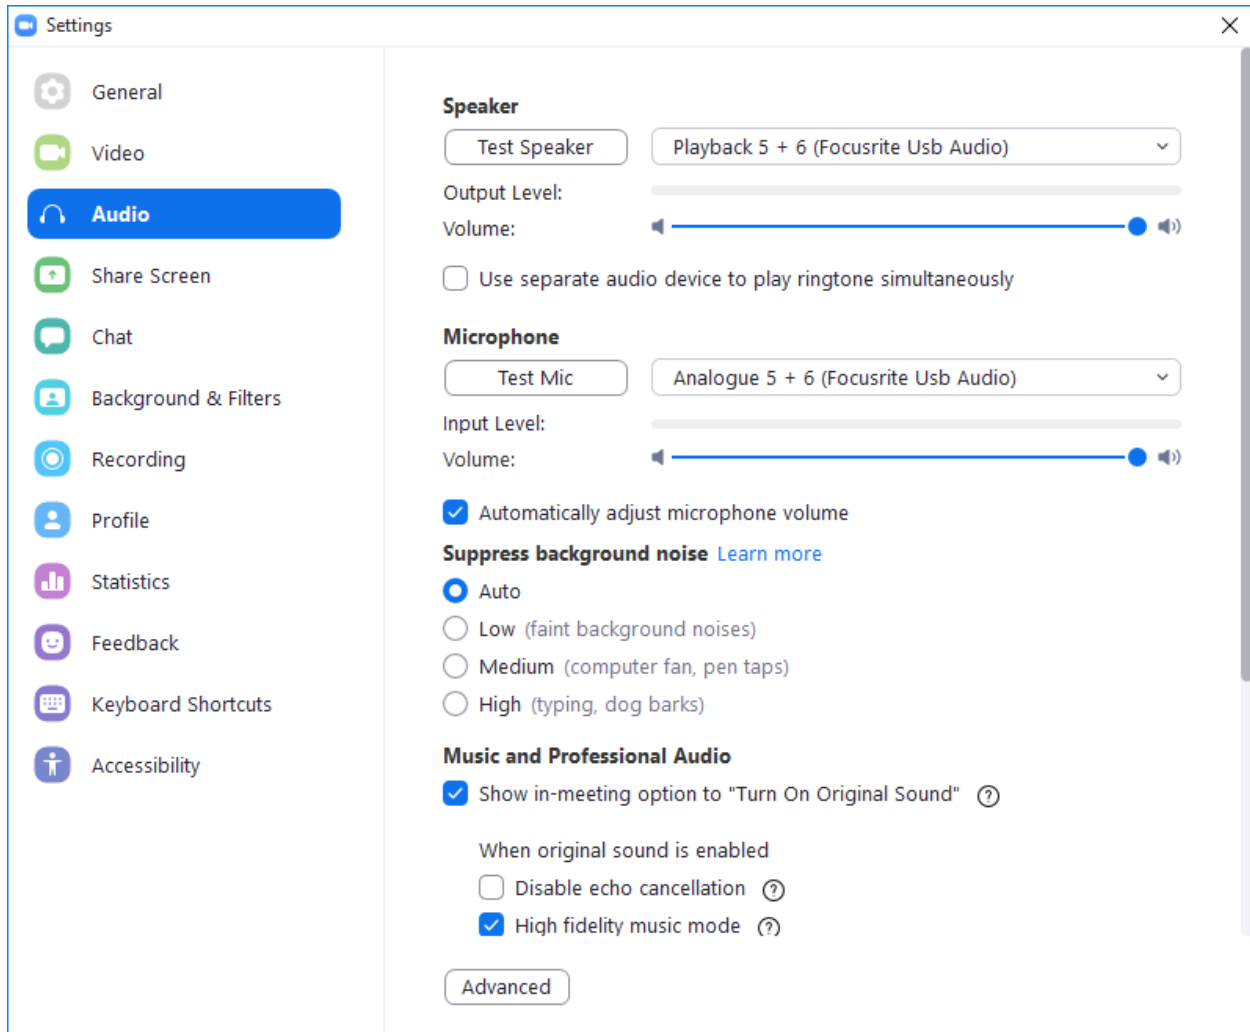 Settings
General
Video
Audio
Share Screen
Chat
Background & Filters
Recording
Profile
Statistics
Feedback
Keyboard Shortcuts
Accessibility
Speaker
Test Speaker Playback 5 + 6 (Focusrite Usb Audio)
Output Level:
Volume:
Use separate audio device to play ringtone simultaneously
Microphone
Test Mic Analogue 5 + 6 (Focusrite Usb Audio)
Input Level:
Volume:
Automatically adjust microphone volume
Suppress background noise Learn more
Auto
Low (faint background noises)
Medium (computer fan, pen taps)
High (typing, dog barks)
Music and Professional Audio
Show in-meeting option to "Turn On Original Sound" ?
When original sound is enabled
Disable echo cancellation ?
High fidelity music mode ?
Advanced